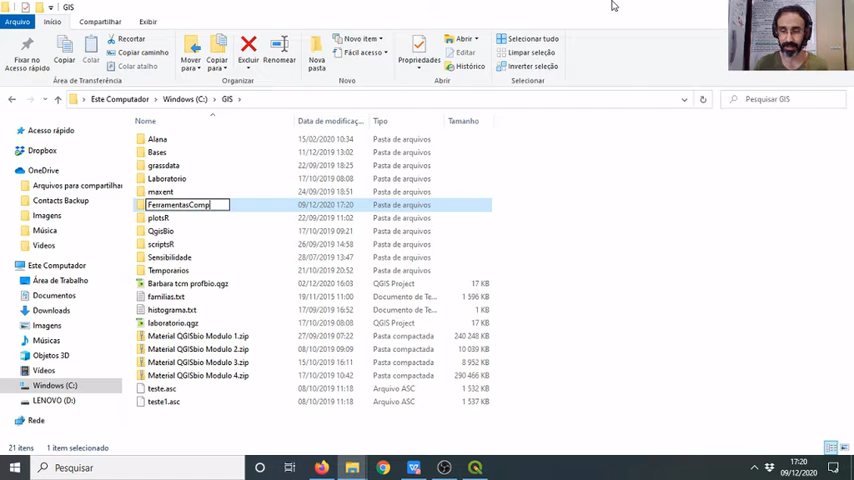 GIS
Arquivo Início Compartilhar Exibir
Fixar no Acesso rápido
Copiar
Colar
Recortar
Copiar caminho
Colar atalho
Área de Transferência
Mover para
Copiar para
Excluir
Renomear
Organizar
Nova pasta
Novo item
Fácil acesso
Novo
Propriedades
Abrir
Editar
Histórico
Abrir
Selecionar tudo
Limpar seleção
Inverter seleção
Selecionar
Este Computador > Windows (C:) > GIS >
Pesquisar GIS
Acesso rápido
Dropbox
OneDrive
Arquivos para compartilha
Contacts Backup
Imagens
Música
Videos
Este Computador
Área de Trabalho
Documentos
Downloads
Imagens
Músicas
Objetos 3D
Vídeos
Windows (C:)
LENOVO (D:)
Rede
Nome Data de modificaç... Tipo Tamanho
Alana 15/02/2020 10:34 Pasta de arquivos
Bases 11/12/2019 13:02 Pasta de arquivos
grassdata 22/09/2019 18:25 Pasta de arquivos
Laboratorio 17/10/2019 08:08 Pasta de arquivos
maxent 24/09/2019 18:51 Pasta de arquivos
FerramentasComp 09/12/2020 17:20 Pasta de arquivos
plotsR 22/09/2019 11:02 Pasta de arquivos
QgisBio 17/10/2019 09:21 Pasta de arquivos
scriptsR 26/09/2019 14:58 Pasta de arquivos
Sensibilidade 28/07/2019 13:47 Pasta de arquivos
Temporarios 21/10/2019 20:52 Pasta de arquivos
Barbara tcm profbio.qgz 02/12/2020 16:03 QGIS Project 17 KB
familias.txt 19/11/2015 11:00 Documento de Te... 1 596 KB
histograma.txt 17/10/2019 09:20 Documento de Te... 1 KB
laboratorio.qgz 17/10/2019 08:08 QGIS Project 17 KB
Material QGISbio Modulo 1.zip 27/09/2019 07:22 Pasta compactada 240 248 KB
Material QGISbio Modulo 2.zip 08/10/2019 09:09 Pasta compactada 10 039 KB
Material QGISbio Modulo 3.zip 15/10/2019 16:11 Pasta compactada 8 952 KB
Material QGISbio Modulo 4.zip 17/10/2019 10:42 Pasta compactada 290 466 KB
teste.asc 08/10/2019 11:18 Arquivo ASC 1 532 KB
teste1.asc 08/10/2019 11:18 Arquivo ASC 1 537 KB
21 itens 1 item selecionado
Pesquisar
17:20
09/12/2020